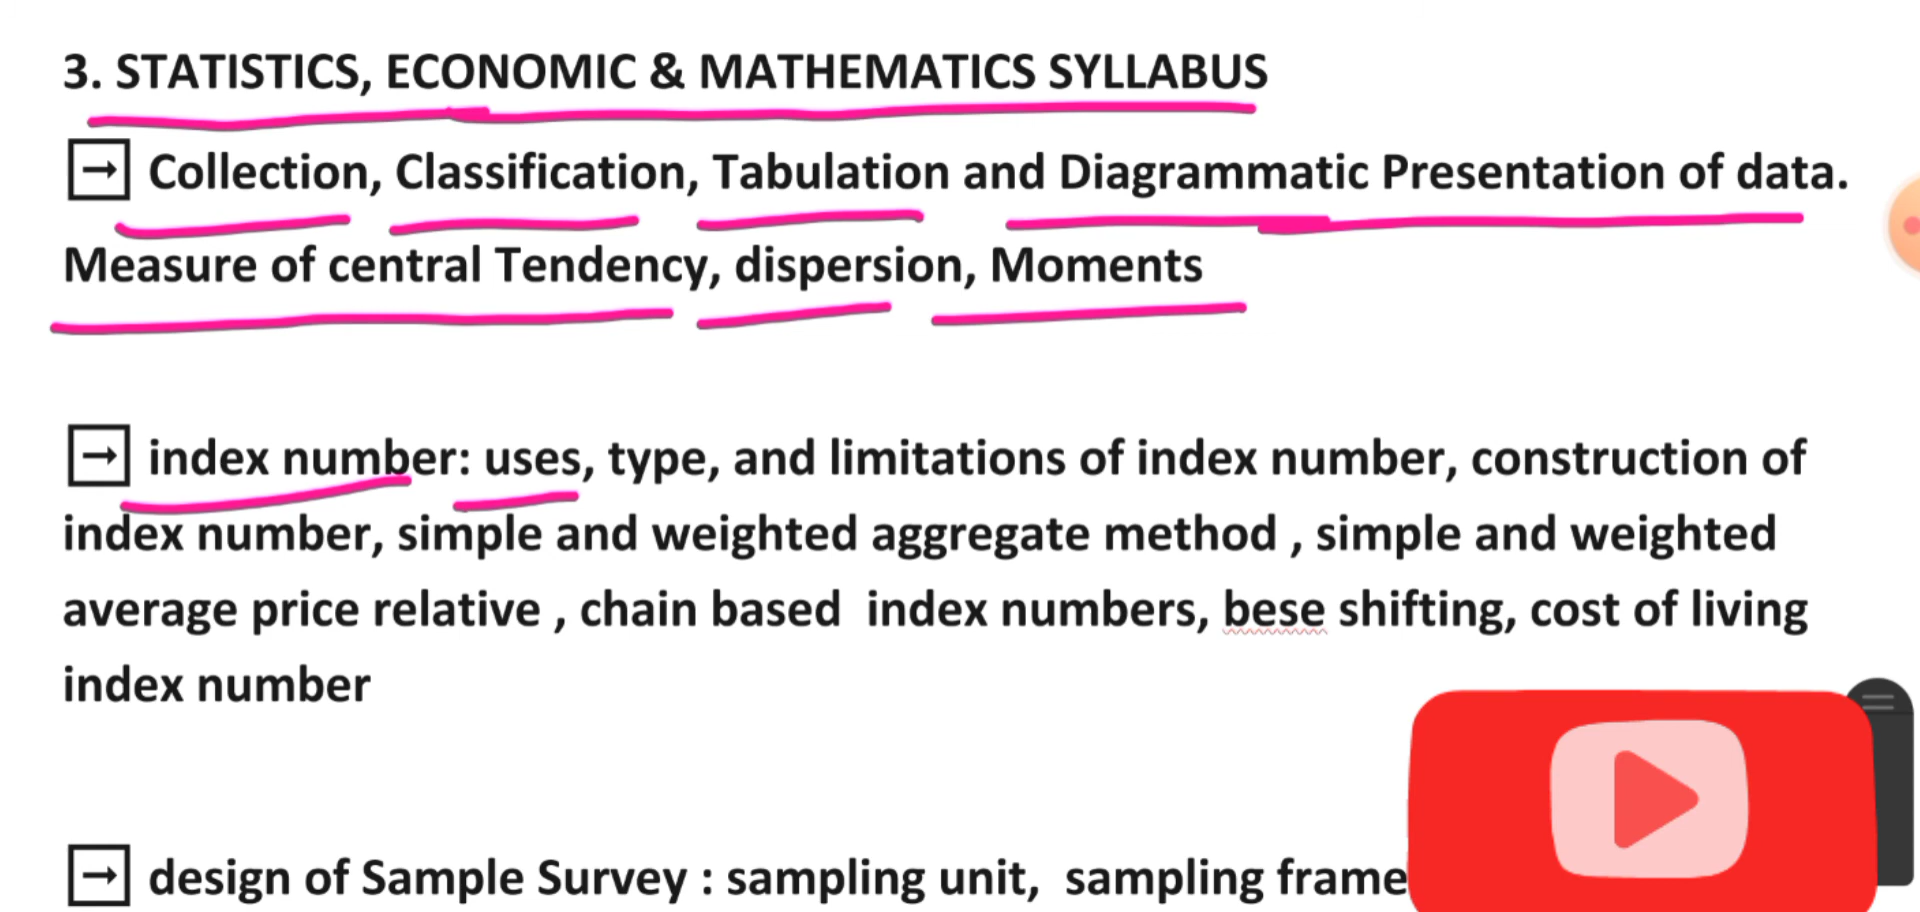 3. STATISTICS, ECONOMIC & MATHEMATICS SYLLABUS
→ Collection, Classification, Tabulation and Diagrammatic Presentation of data.
Measure of central Tendency, dispersion, Moments
→ index number: uses, type, and limitations of index number, construction of
index number, simple and weighted aggregate method , simple and weighted
average price relative , chain based index numbers, bese shifting, cost of living
index number
→ design of Sample Survey : sampling unit, sampling frame